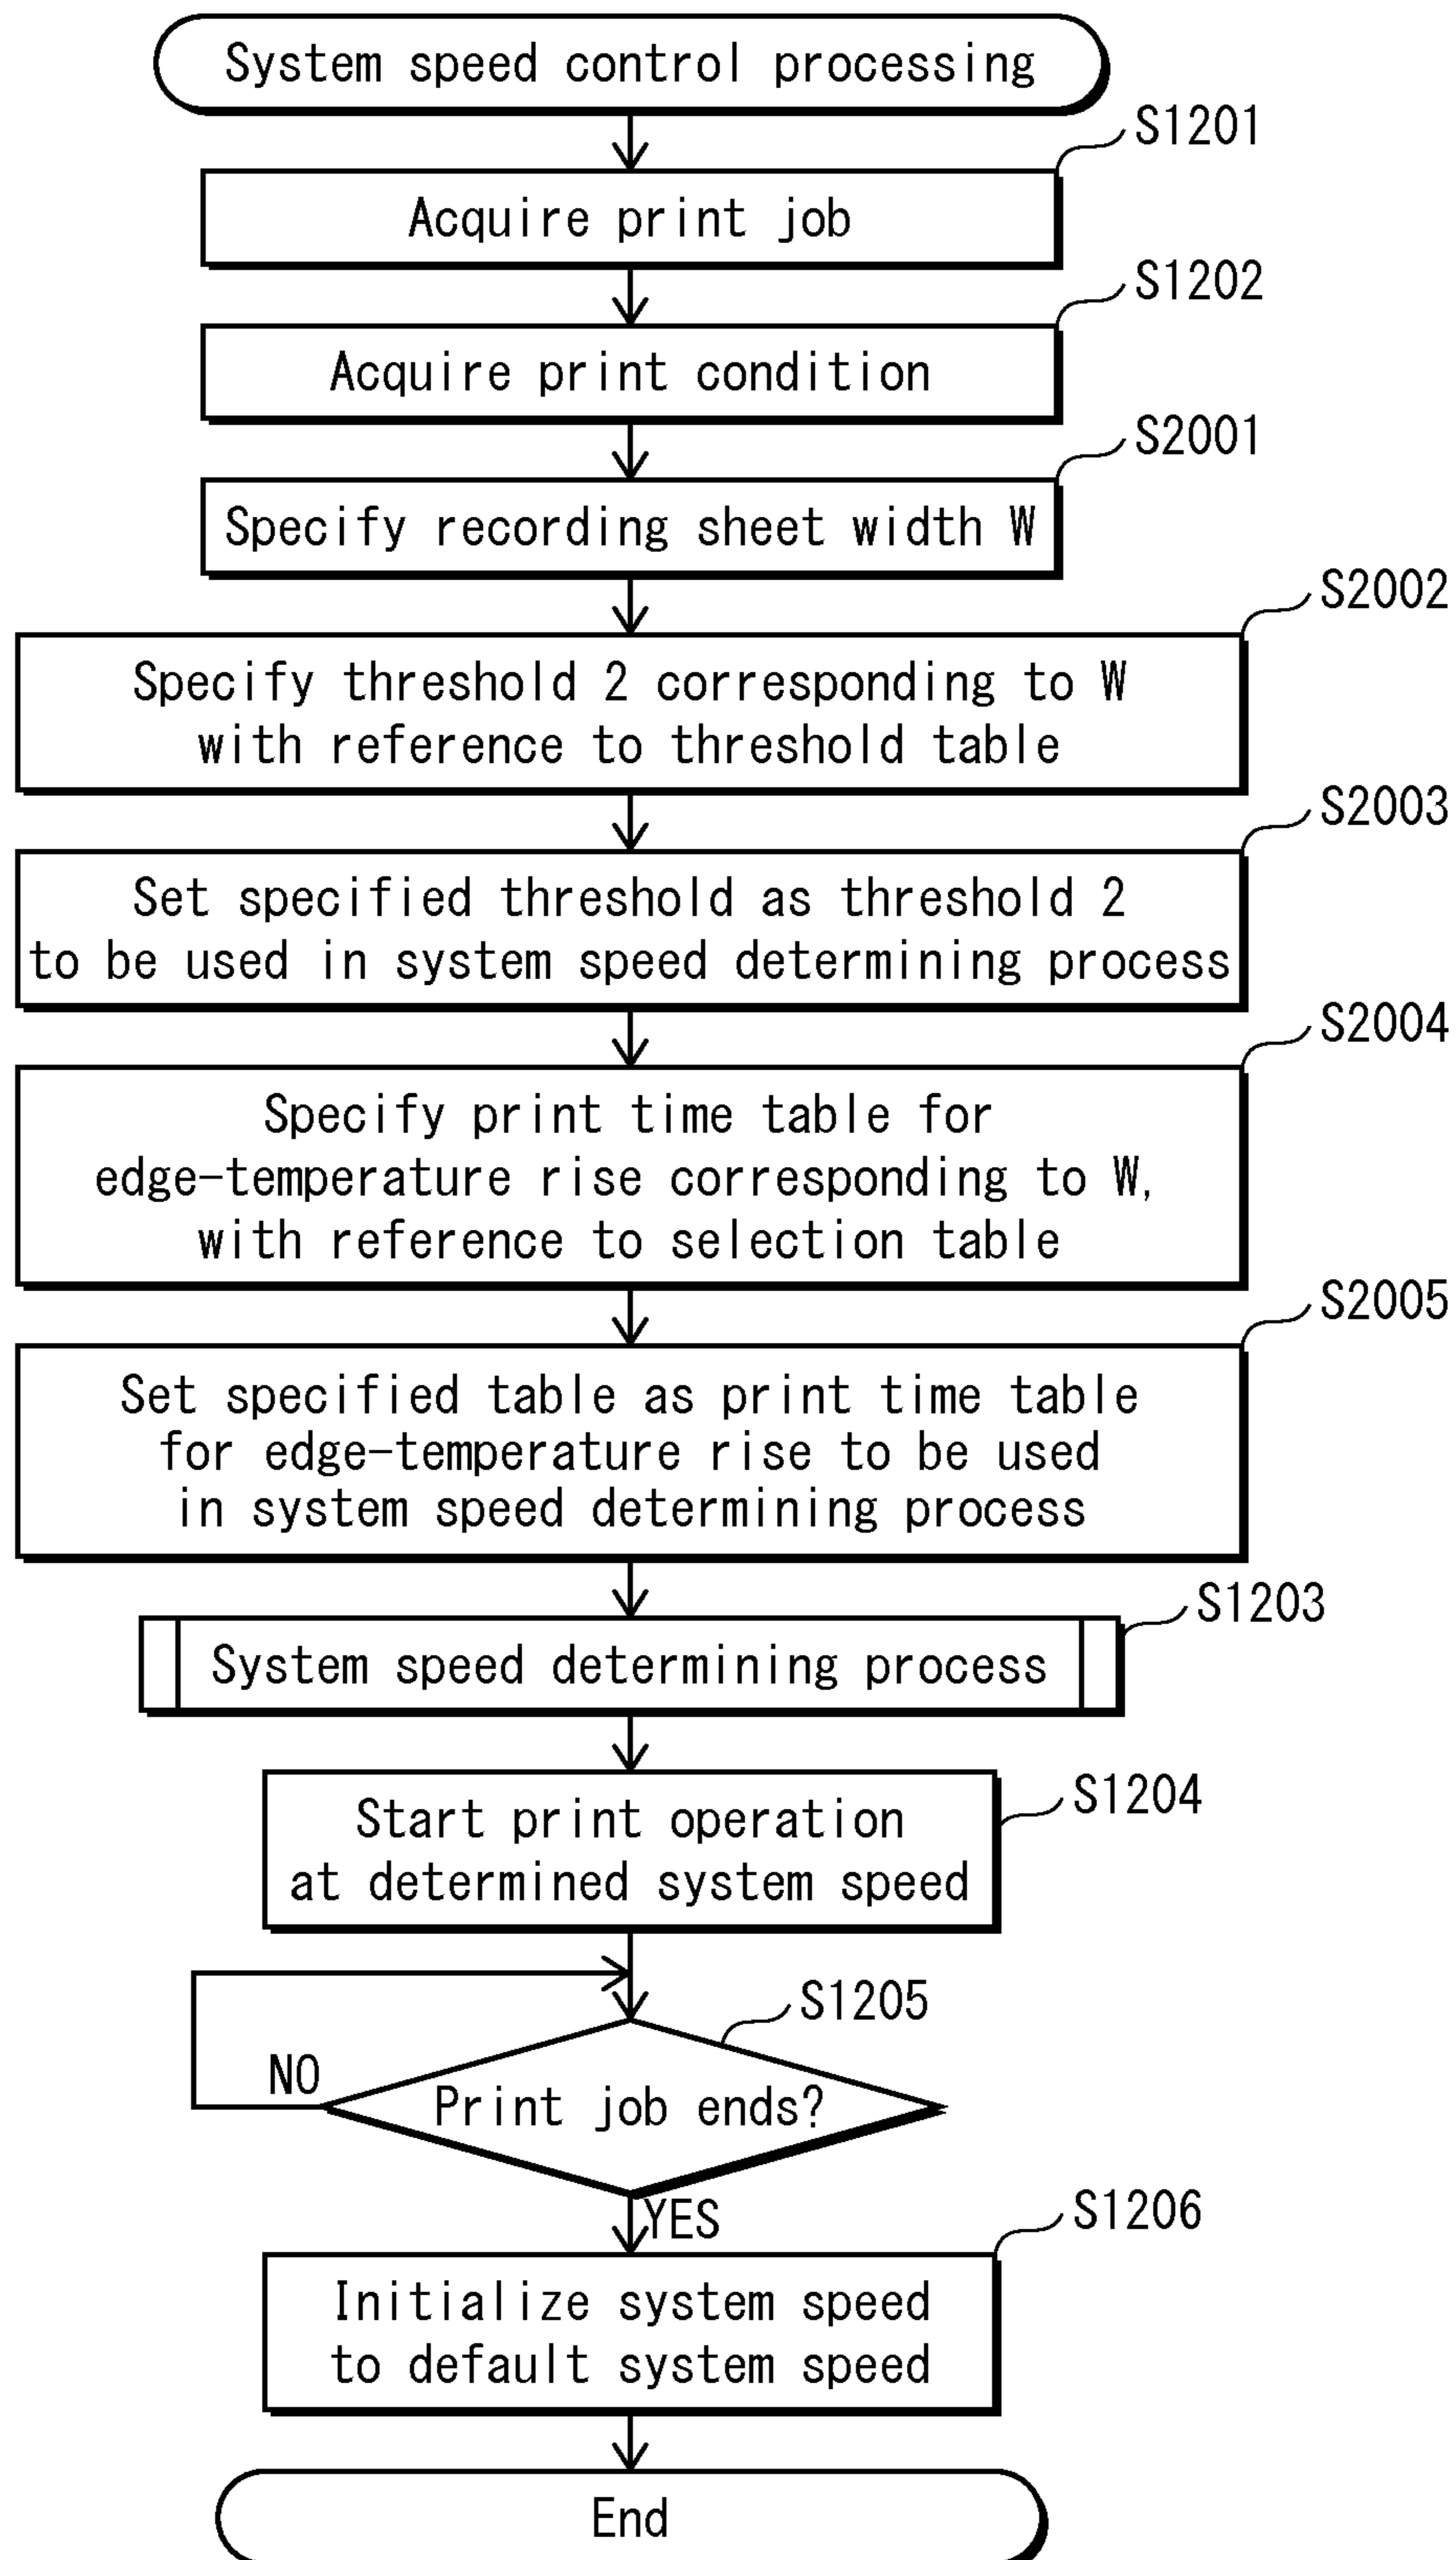 System speed control processing
S1201
Acquire print job
S1202
Acquire print condition
S2001
Specify recording sheet width W
S2002
Specify threshold 2 corresponding to W
with reference to threshold table
S2003
Set specified threshold as threshold 2
to be used in system speed determining process
S2004
Specify print time table for
edge-temperature rise corresponding to W,
with reference to selection table
S2005
Set specified table as print time table
for edge-temperature rise to be used
in system speed determining process
S1203
System speed determining process
S1204
Start print operation
at determined system speed
S1205
NO
Print job ends?
YES
S1206
Initialize system speed
to default system speed
End